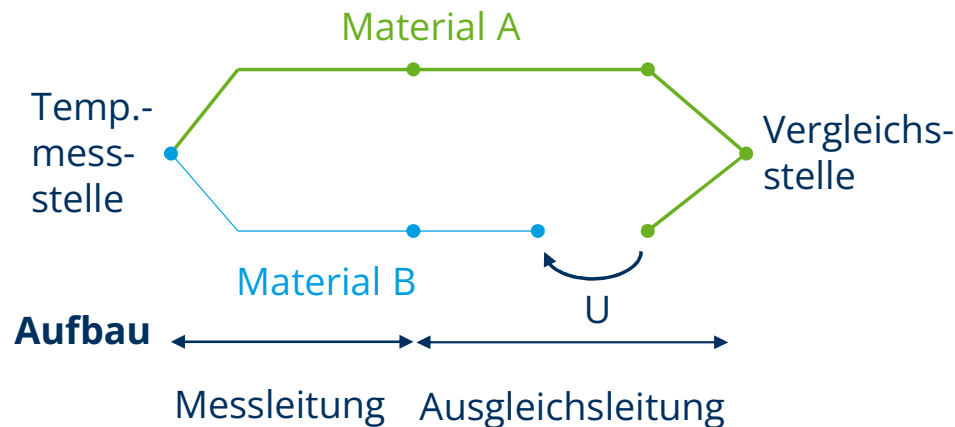 Material A
Temp.-
mess-
stelle
Vergleichs-
stelle
Material B
U
Aufbau
Messleitung
Ausgleichsleitung